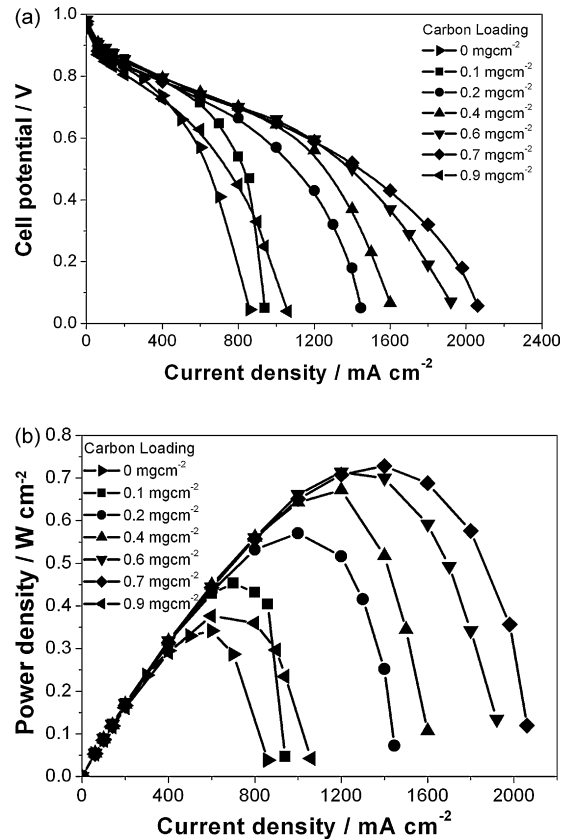 (a)
Cell potential / V
1.0
0.8
0.6
0.4
0.2
0.0
Carbon Loading
0 mgcm-2
0.1 mgcm-2
0.2 mgcm-2
0.4 mgcm-2
0.6 mgcm-2
0.7 mgcm-2
0.9 mgcm-2
0 400 800 1200 1600 2000 2400
Current density / mA cm-2
(b)
Power density / W cm-2
0.8
0.7
0.6
0.5
0.4
0.3
0.2
0.1
0.0
Carbon Loading
0 mgcm-2
0.1 mgcm-2
0.2 mgcm-2
0.4 mgcm-2
0.6 mgcm-2
0.7 mgcm-2
0.9 mgcm-2
0 400 800 1200 1600 2000
Current density / mA cm-2